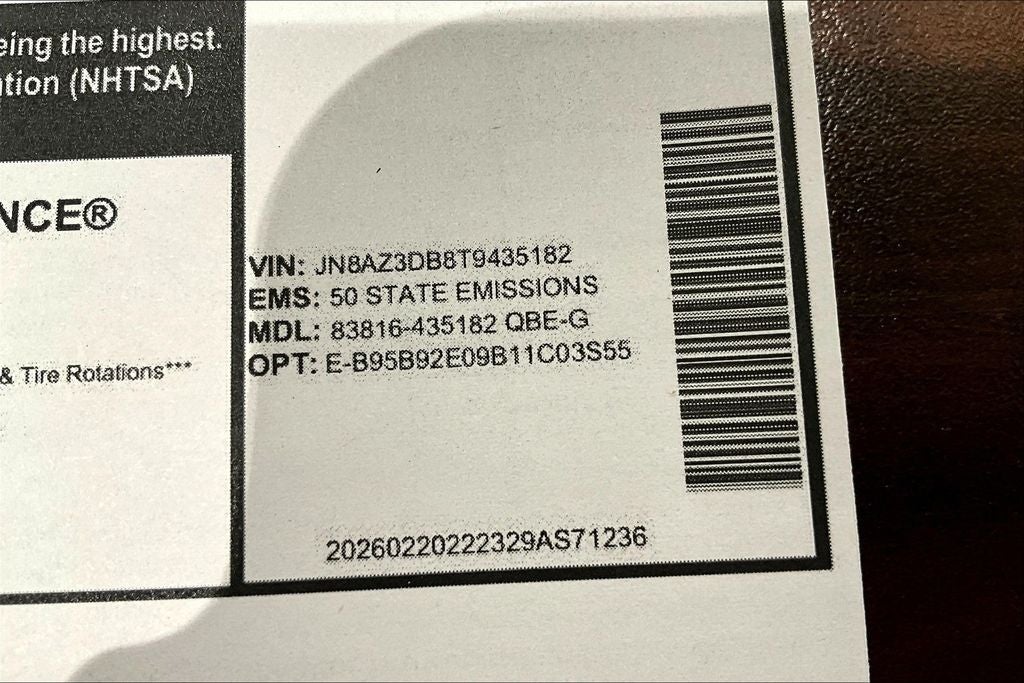 eing the highest.
tion (NHTSA)
NCE®
& Tire Rotations***
VIN: JN8AZ3DB8T9435182
EMS: 50 STATE EMISSIONS
MDL: 83816-435182 QBE-G
OPT: E-B95B92E09B11C03S55
20260220222329AS71236